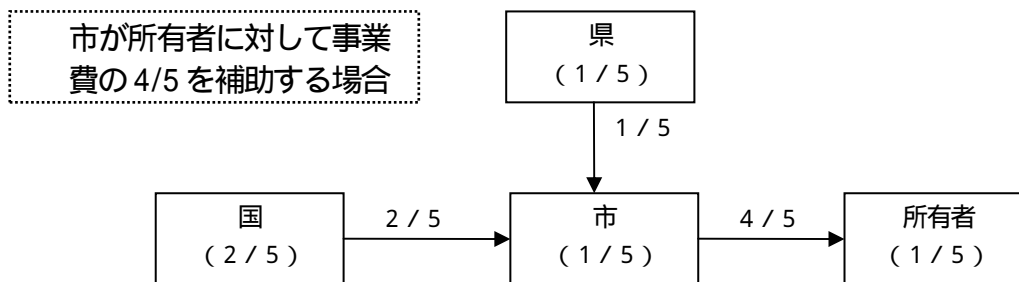 市が所有者に対して事業
費の 4/5 を補助する場合
県
(1/5)
1/5
国
(2/5)
2/5
市
(1/5)
4/5
所有者
(1/5)